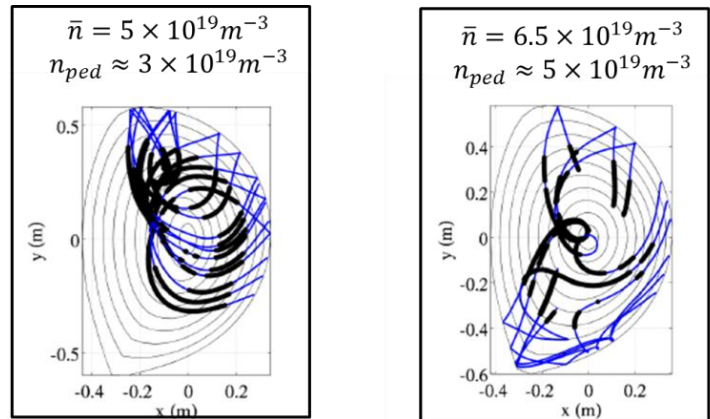 n̄ = 5 × 10¹⁹m⁻³
n_ped ≈ 3 × 10¹⁹m⁻³
0.5
0
-0.5
y (m)
-0.4 -0.2 0 0.2
x (m)
n̄ = 6.5 × 10¹⁹m⁻³
n_ped ≈ 5 × 10¹⁹m⁻³
0.4
0.2
0
-0.2
-0.4
-0.6
y (m)
-0.4 -0.2 0 0.2
x (m)